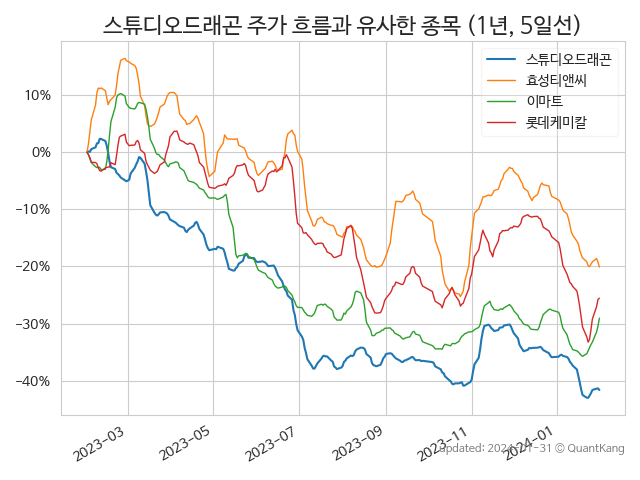 스튜디오드래곤 주가 흐름과 유사한 종목 (1년, 5일선)
스튜디오드래곤
효성티앤씨
이마트
롯데케미칼
10%
0%
−10%
−20%
−30%
−40%
2023-03
2023-05
2023-07
2023-09
2023-11
2024-01
updated: 2024-01-31 © QuantKang